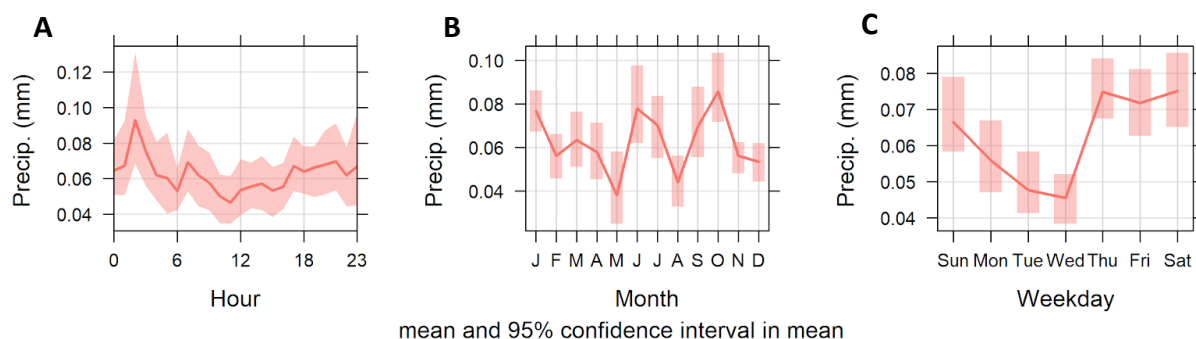 A
Precip. (mm)
0.12
0.10
0.08
0.06
0.04
0 6 12 18 23
Hour
B
Precip. (mm)
0.10
0.08
0.06
0.04
J F M A M J J A S O N D
Month
C
Precip. (mm)
0.08
0.07
0.06
0.05
0.04
Sun Mon Tue Wed Thu Fri Sat
Weekday
mean and 95% confidence interval in mean